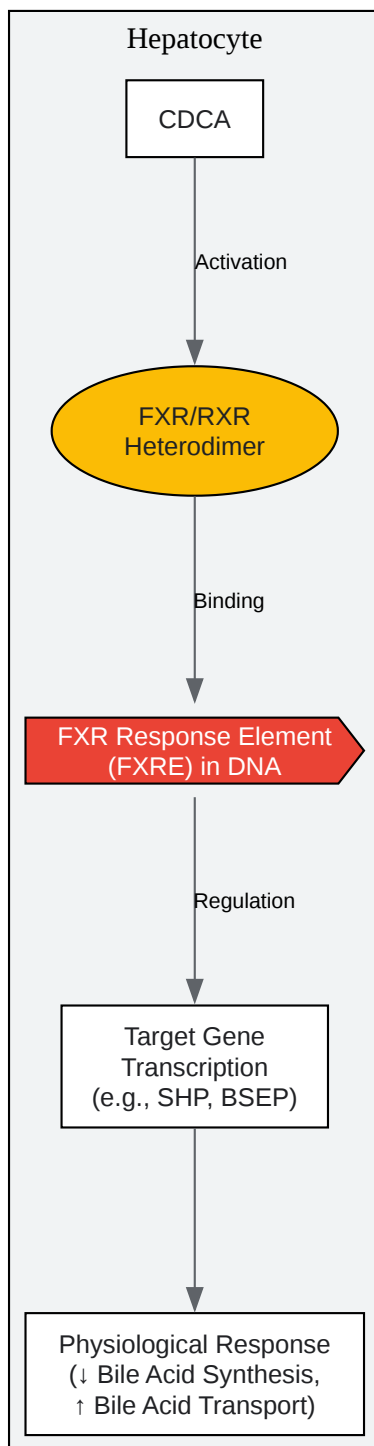 Hepatocyte
CDCA
Activation
FXR/RXR
Heterodimer
Binding
FXR Response Element
(FXRE) in DNA
Regulation
Target Gene
Transcription
(e.g., SHP, BSEP)
Physiological Response
(↓ Bile Acid Synthesis,
↑ Bile Acid Transport)